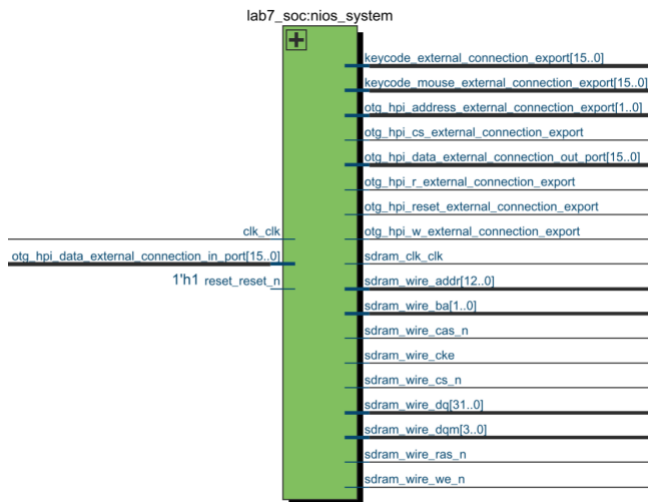 lab7_soc:nios_system
keycode_external_connection_export[15..0]
keycode_mouse_external_connection_export[15..0]
otg_hpi_address_external_connection_export[1..0]
otg_hpi_cs_external_connection_export
otg_hpi_data_external_connection_out_port[15..0]
otg_hpi_r_external_connection_export
otg_hpi_reset_external_connection_export
clk_clk
otg_hpi_w_external_connection_export
otg_hpi_data_external_connection_in_port[15..0]
sdram_clk_clk
1'h1 reset_reset_n
sdram_wire_addr[12..0]
sdram_wire_ba[1..0]
sdram_wire_cas_n
sdram_wire_cke
sdram_wire_cs_n
sdram_wire_dq[31..0]
sdram_wire_dqm[3..0]
sdram_wire_ras_n
sdram_wire_we_n